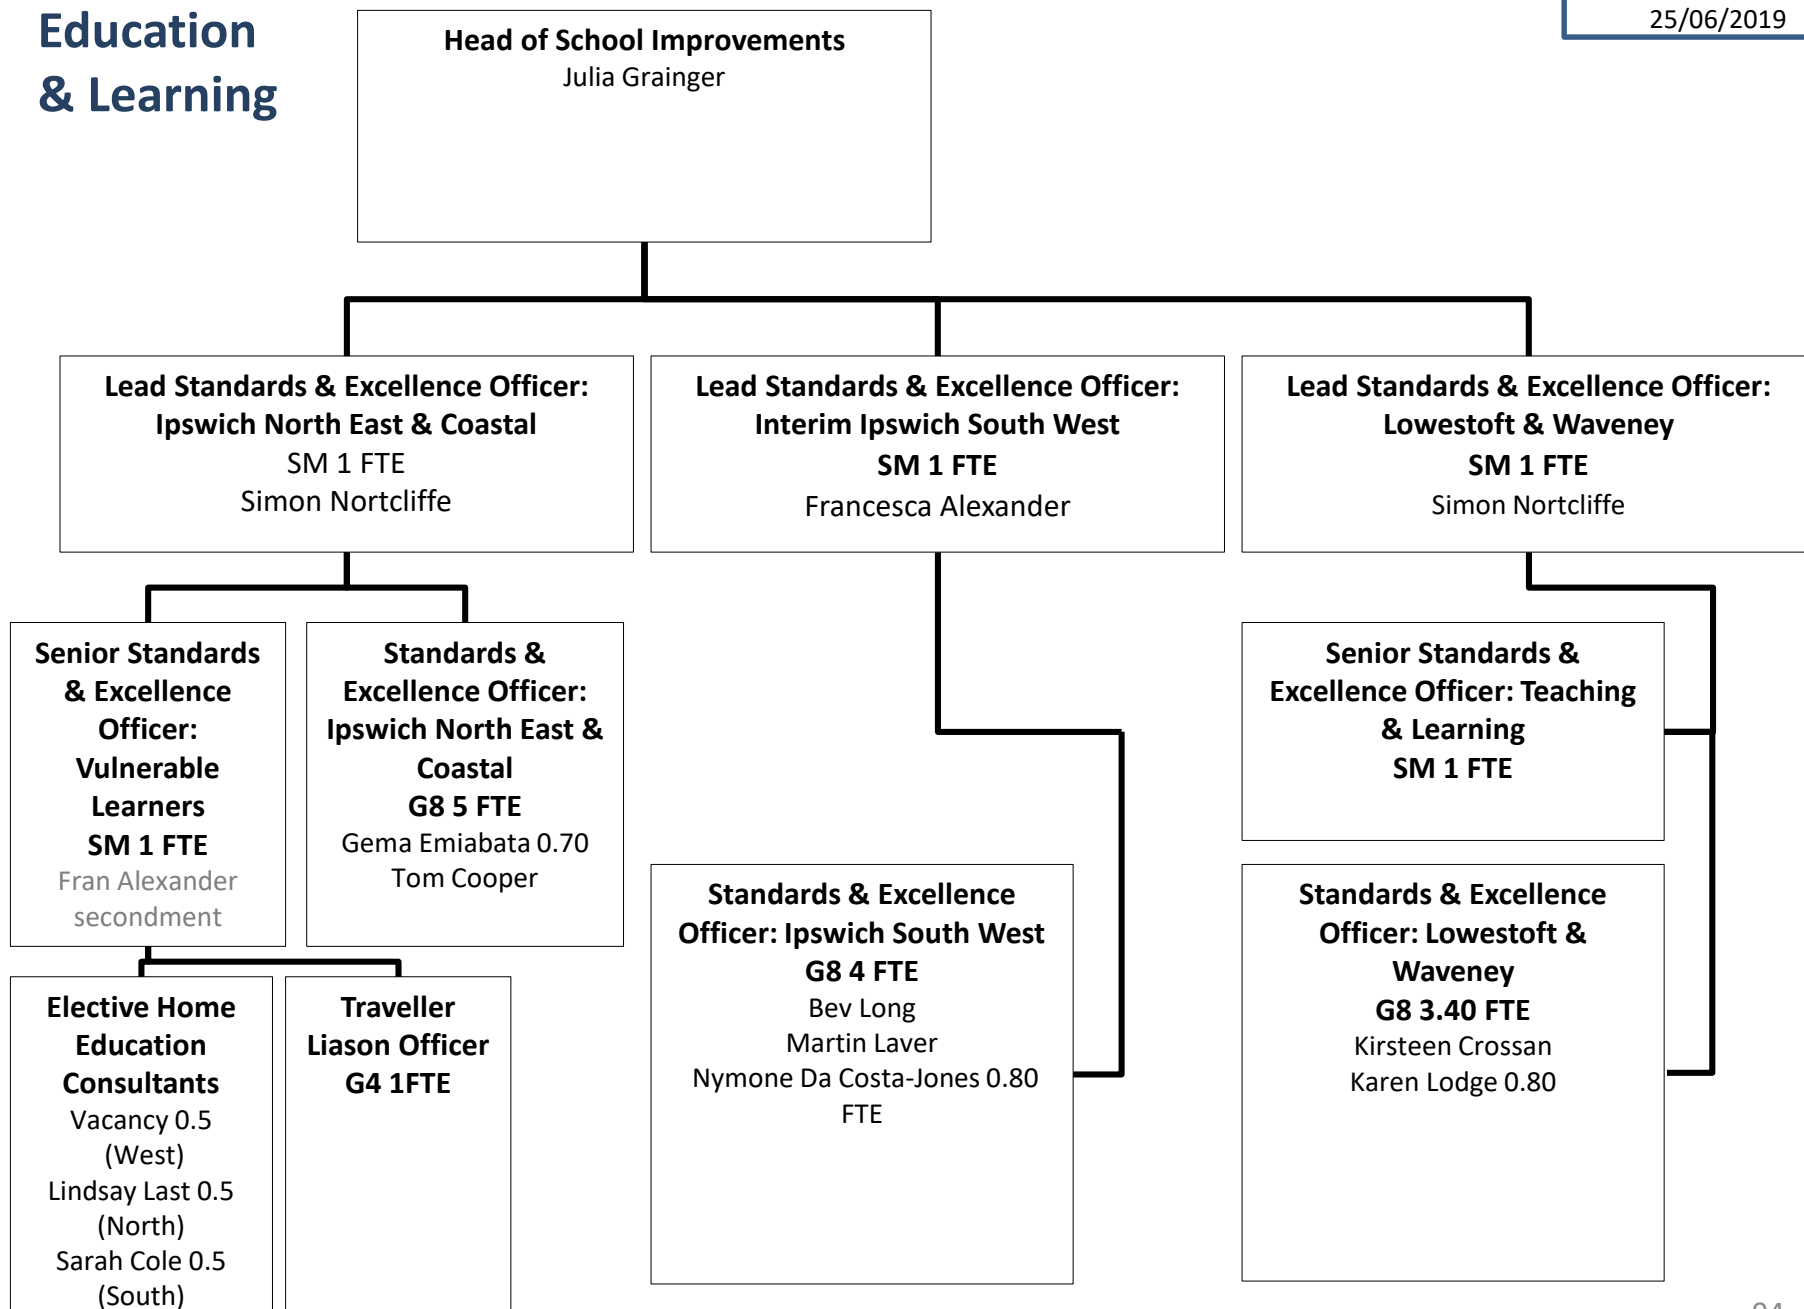 Education
& Learning
25/06/2019
Head of School Improvements
Julia Grainger
Lead Standards & Excellence Officer:
Ipswich North East & Coastal
SM 1 FTE
Simon Nortcliffe
Lead Standards & Excellence Officer:
Interim Ipswich South West
SM 1 FTE
Francesca Alexander
Lead Standards & Excellence Officer:
Lowestoft & Waveney
SM 1 FTE
Simon Nortcliffe
Senior Standards
& Excellence
Officer:
Vulnerable
Learners
SM 1 FTE
Fran Alexander
secondment
Standards &
Excellence Officer:
Ipswich North East &
Coastal
G8 5 FTE
Gema Emiabata 0.70
Tom Cooper
Senior Standards &
Excellence Officer: Teaching
& Learning
SM 1 FTE
Standards & Excellence
Officer: Ipswich South West
G8 4 FTE
Bev Long
Martin Laver
Nymone Da Costa-Jones 0.80
FTE
Standards & Excellence
Officer: Lowestoft &
Waveney
G8 3.40 FTE
Kirsteen Crossan
Karen Lodge 0.80
Elective Home
Education
Consultants
Vacancy 0.5
(West)
Lindsay Last 0.5
(North)
Sarah Cole 0.5
(South)
Traveller
Liason Officer
G4 1FTE